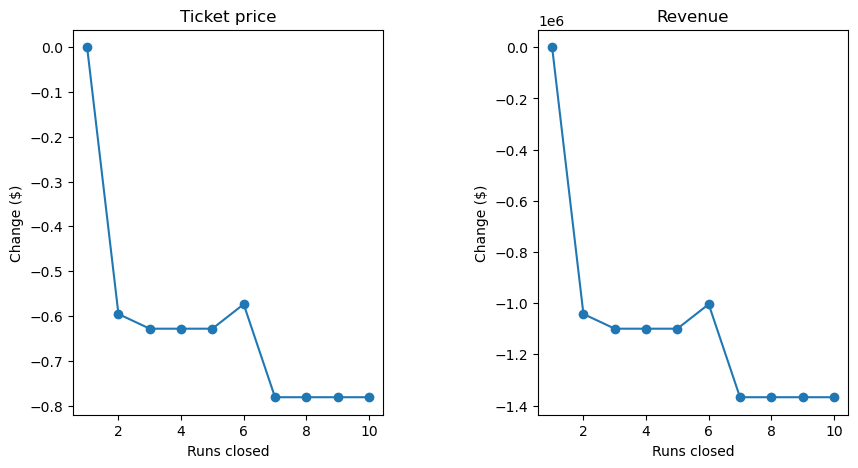 Ticket price
0.0
−0.1
−0.2
−0.3
−0.4
−0.5
−0.6
−0.7
−0.8
Change ($)
2 4 6 8 10
Runs closed
Revenue
1e6
0.0
−0.2
−0.4
−0.6
−0.8
−1.0
−1.2
−1.4
Change ($)
2 4 6 8 10
Runs closed